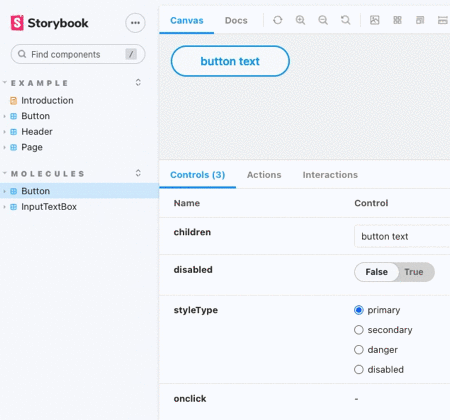 Storybook
Find components
/
EXAMPLE
Introduction
Button
Header
Page
MOLECULES
Button
InputTextBox
Canvas Docs
button text
Controls (3) Actions Interactions
Name Control
children button text
disabled False True
styleType primary
secondary
danger
disabled
onclick -